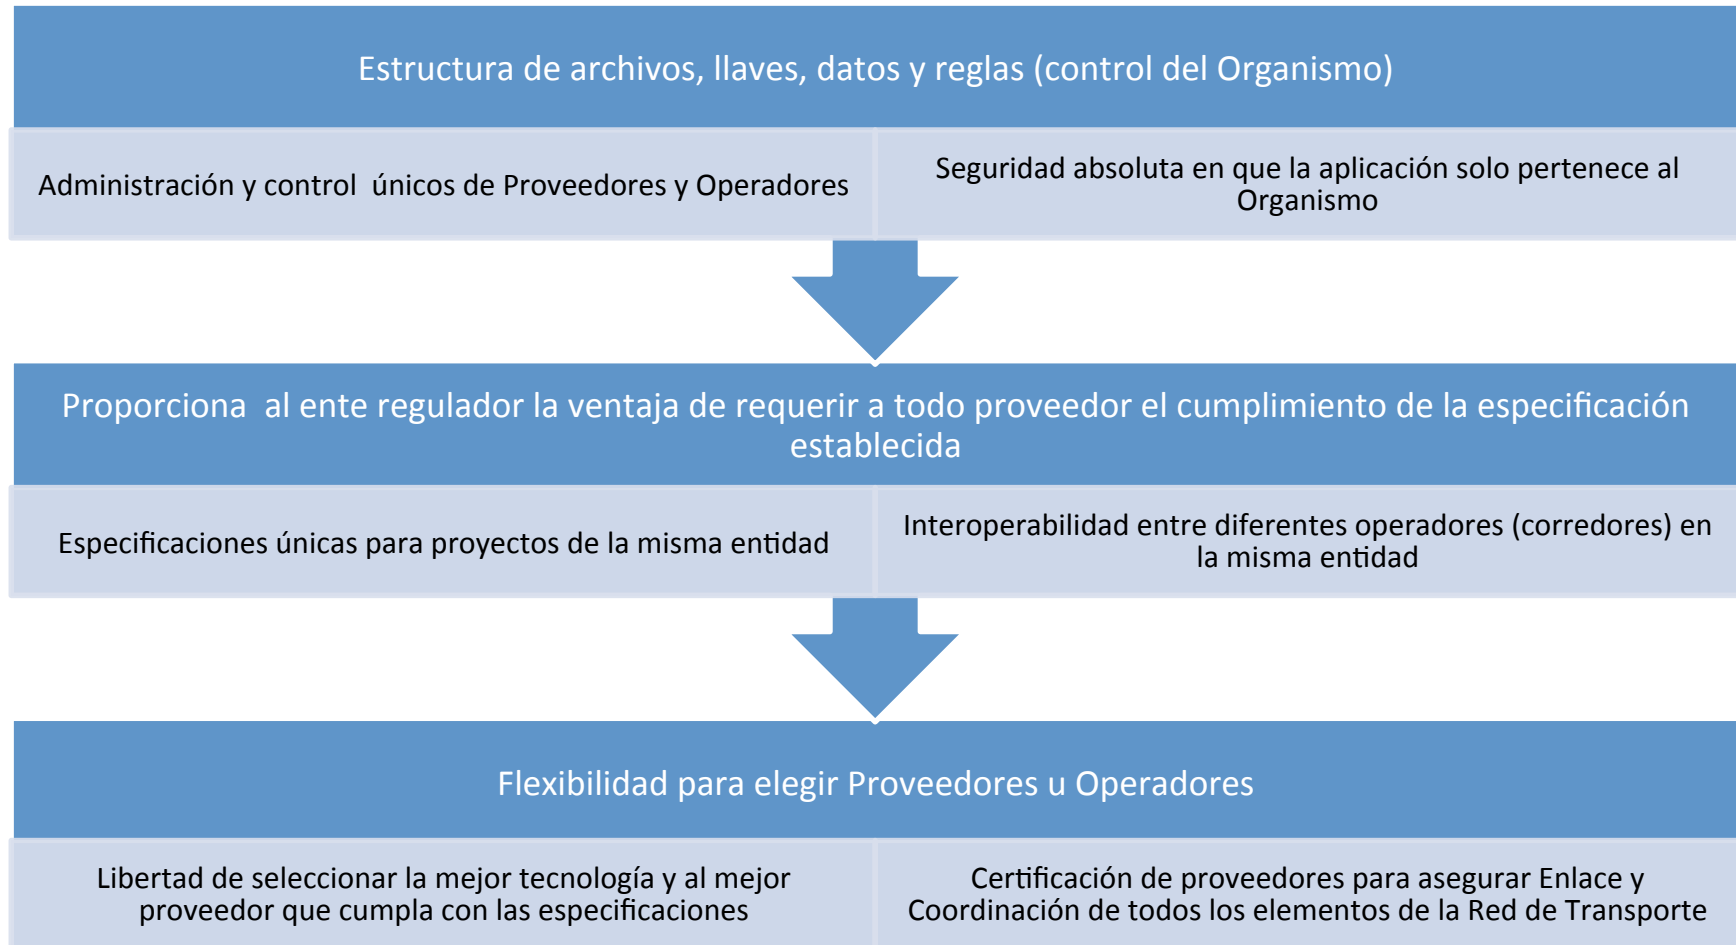 Estructura de archivos, llaves, datos y reglas (control del Organismo)
Administración y control  únicos de Proveedores y Operadores
Seguridad absoluta en que la aplicación solo pertenece al
Organismo
Proporciona  al ente regulador la ventaja de requerir a todo proveedor el cumplimiento de la especificación
establecida
Especificaciones únicas para proyectos de la misma entidad
Interoperabilidad entre diferentes operadores (corredores) en
la misma entidad
Flexibilidad para elegir Proveedores u Operadores
Libertad de seleccionar la mejor tecnología y al mejor
proveedor que cumpla con las especificaciones
Certificación de proveedores para asegurar Enlace y
Coordinación de todos los elementos de la Red de Transporte